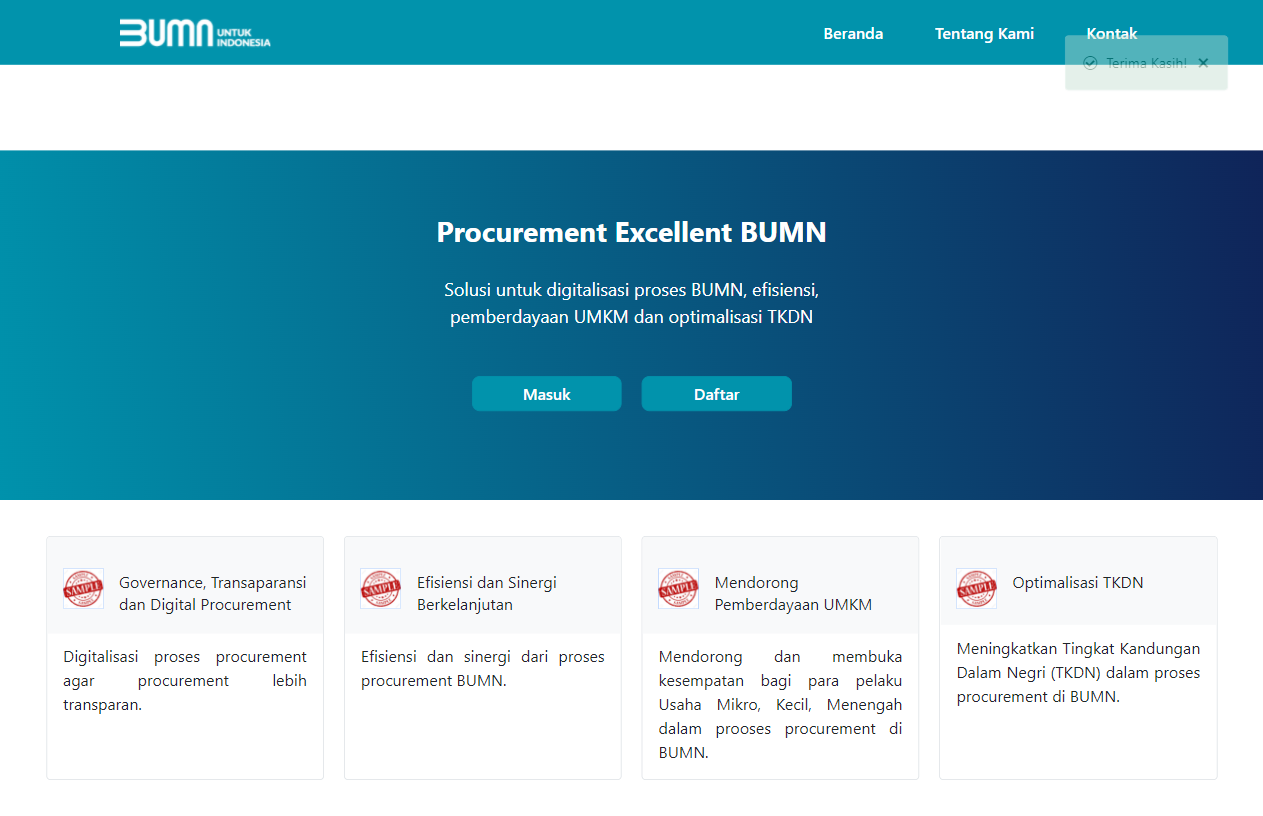 BUMN UNTUK INDONESIA
Beranda
Tentang Kami
Kontak
Terima Kasih!
Procurement Excellent BUMN
Solusi untuk digitalisasi proses BUMN, efisiensi,
pemberdayaan UMKM dan optimalisasi TKDN
Masuk
Daftar
SAMPLE
Governance, Transaparansi
dan Digital Procurement
Digitalisasi proses procurement
agar procurement lebih
transparan.
SAMPLE
Efisiensi dan Sinergi
Berkelanjutan
Efisiensi dan sinergi dari proses
procurement BUMN.
SAMPLE
Mendorong
Pemberdayaan UMKM
Mendorong dan membuka
kesempatan bagi para pelaku
Usaha Mikro, Kecil, Menengah
dalam prooses procurement di
BUMN.
SAMPLE
Optimalisasi TKDN
Meningkatkan Tingkat Kandungan
Dalam Negri (TKDN) dalam proses
procurement di BUMN.